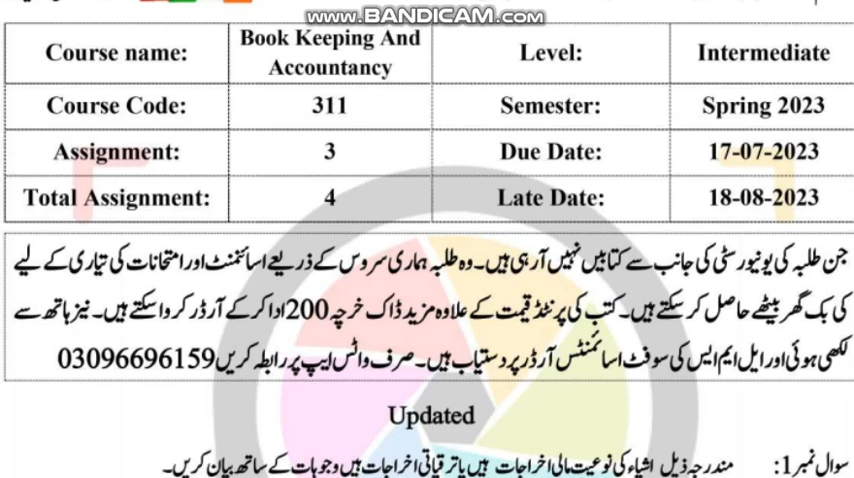 WWW.BANDICAM.COM
Course name: Book Keeping And Accountancy Level: Intermediate
Course Code: 311 Semester: Spring 2023
Assignment: 3 Due Date: 17-07-2023
Total Assignment: 4 Late Date: 18-08-2023
جن طلبہ کی یونیورسٹی کی جانب سے کتابیں نہیں آرہی ہیں۔ وہ طلبہ ہماری سروس کے ذریعے اسائنمنٹ اور امتحانات کی تیاری کے لیے
کی بک گھر بیٹھے حاصل کر سکتے ہیں۔ کتب کی پرنٹڈ قیمت کے علاوہ مزید ڈاک خرچہ 200 ادا کر کے آرڈر کروا سکتے ہیں۔ نیز ہاتھ سے
لکھی ہوئی اور ایل ایم ایس کی سوفٹ اسائنمنٹس آرڈر پر دستیاب ہیں۔ صرف واٹس ایپ پر رابطہ کریں 03096696159
Updated
سوال نمبر 1: مندرجہ ذیل اشیاء کی نوعیت مالی اخراجات ہیں یا ترقیاتی اخراجات ہیں وجوہات کے ساتھ بیان کریں۔